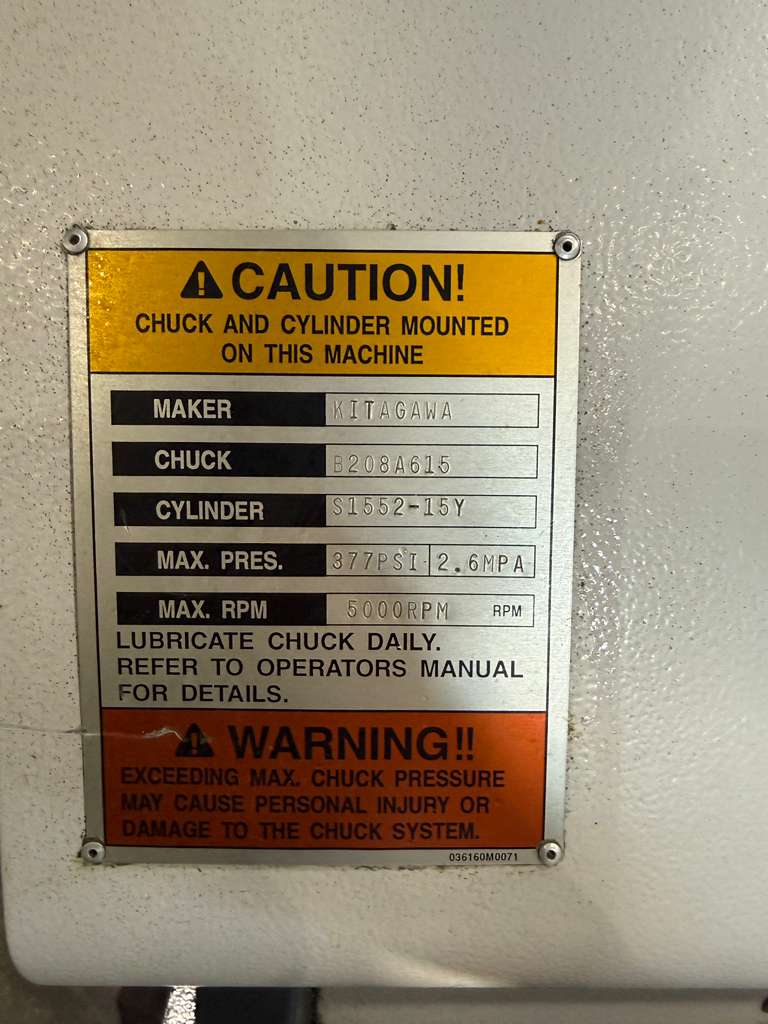 CAUTION!
CHUCK AND CYLINDER MOUNTED
ON THIS MACHINE
MAKER KITAGAWA
CHUCK B208A615
CYLINDER S1552-15Y
MAX. PRES. 377PSI 2.6MPA
MAX. RPM 5000RPM RPM
LUBRICATE CHUCK DAILY.
REFER TO OPERATORS MANUAL
FOR DETAILS.
WARNING!!
EXCEEDING MAX. CHUCK PRESSURE
MAY CAUSE PERSONAL INJURY OR
DAMAGE TO THE CHUCK SYSTEM.
036160M0071